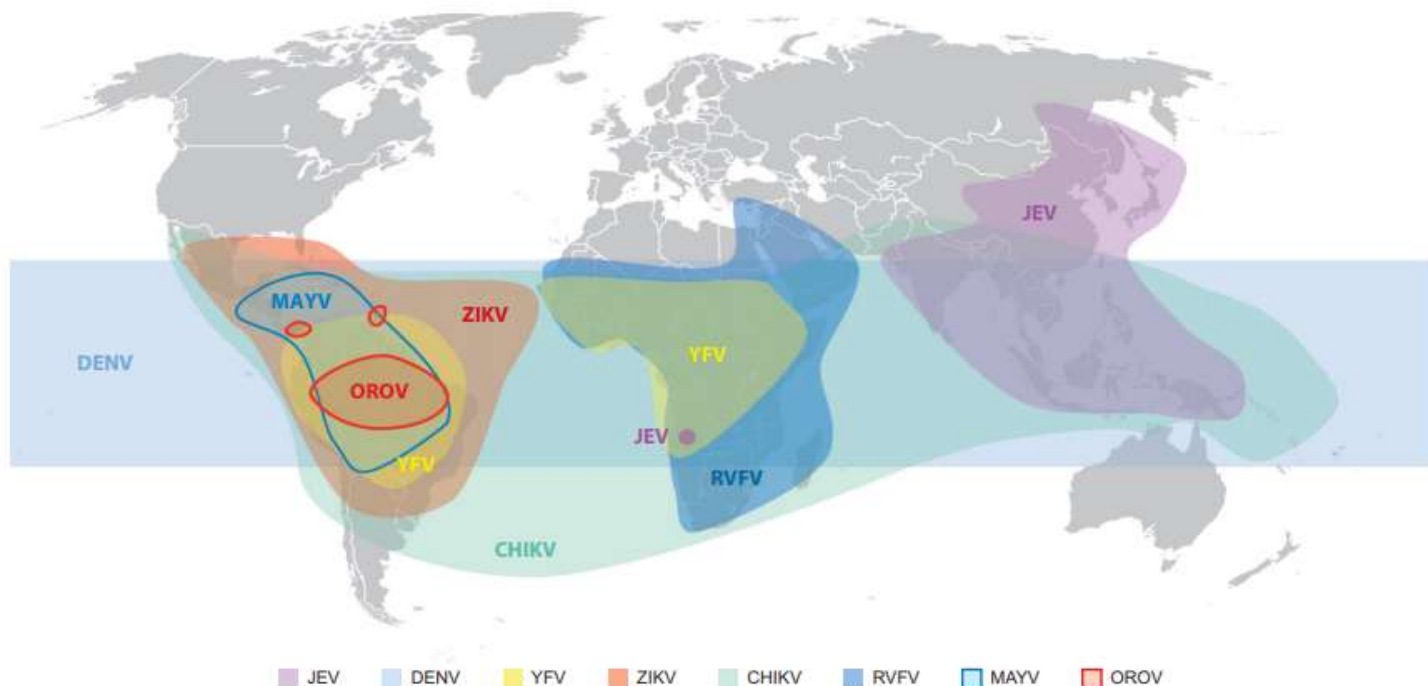 JEV
MAYV
ZIKV
DENV
YFV
OROV
JEV
YFV
RVFV
CHIKV
JEV DENV YFV ZIKV CHIKV RVFV MAYV OROV